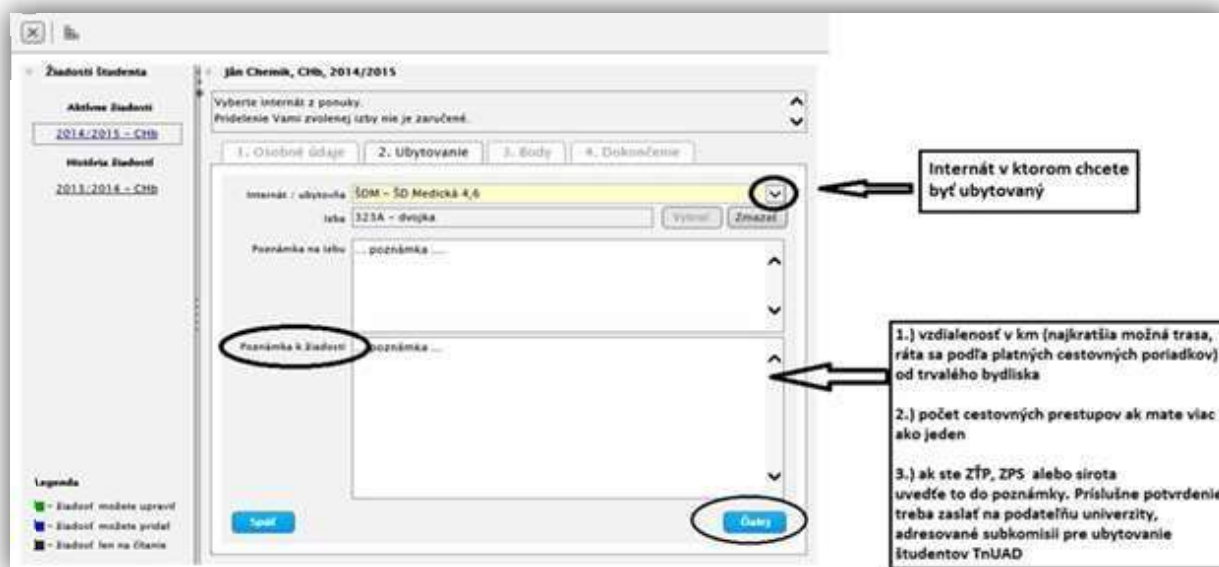 Žiadosti študenta
Aktívne žiadosti
2014/2015 - CHb
História žiadostí
2013/2014 - CHb
Legenda
- žiadosť možete upraviť
- žiadosť možete pridať
- žiadosť len na čítanie
Ján Chemik, CHb, 2014/2015
Vyberte internát z ponuky.
Pridelenie Vami zvolenej izby nie je zaručené.
1. Osobné údaje
2. Ubytovanie
3. Body
4. Dokončenie
Internát / ubytovňa ŠDM - ŠD Medická 4,6
Izba 323A - dvojka Vybrať Zmazať
Poznámka na izbu ... poznámka ...
Poznámka k žiadosti poznámka ...
Späť
Ďalej
Internát v ktorom chcete
byť ubytovaný
1.) vzdialenosť v km (najkratšia možná trasa,
ráta sa podľa platných cestovných poriadkov)
od trvalého bydliska
2.) počet cestovných prestupov ak mate viac
ako jeden
3.) ak ste ZŤP, ZPS alebo sirota
uveďte to do poznámky. Príslušne potvrdenie
treba zaslať na podateľňu univerzity,
adresované subkomisii pre ubytovanie
študentov TnUAD